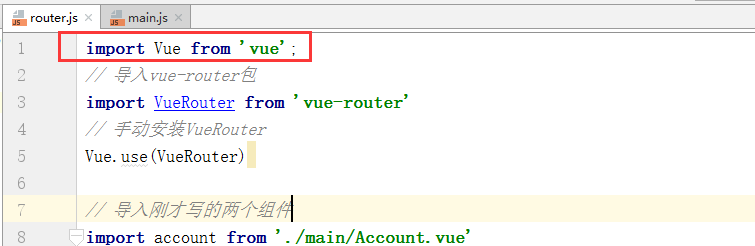 router.js main.js
1 import Vue from 'vue';
2 // 导入vue-router包
3 import VueRouter from 'vue-router'
4 // 手动安装VueRouter
5 Vue.use(VueRouter)
6
7 // 导入刚才写的两个组件
8 import account from './main/Account.vue'